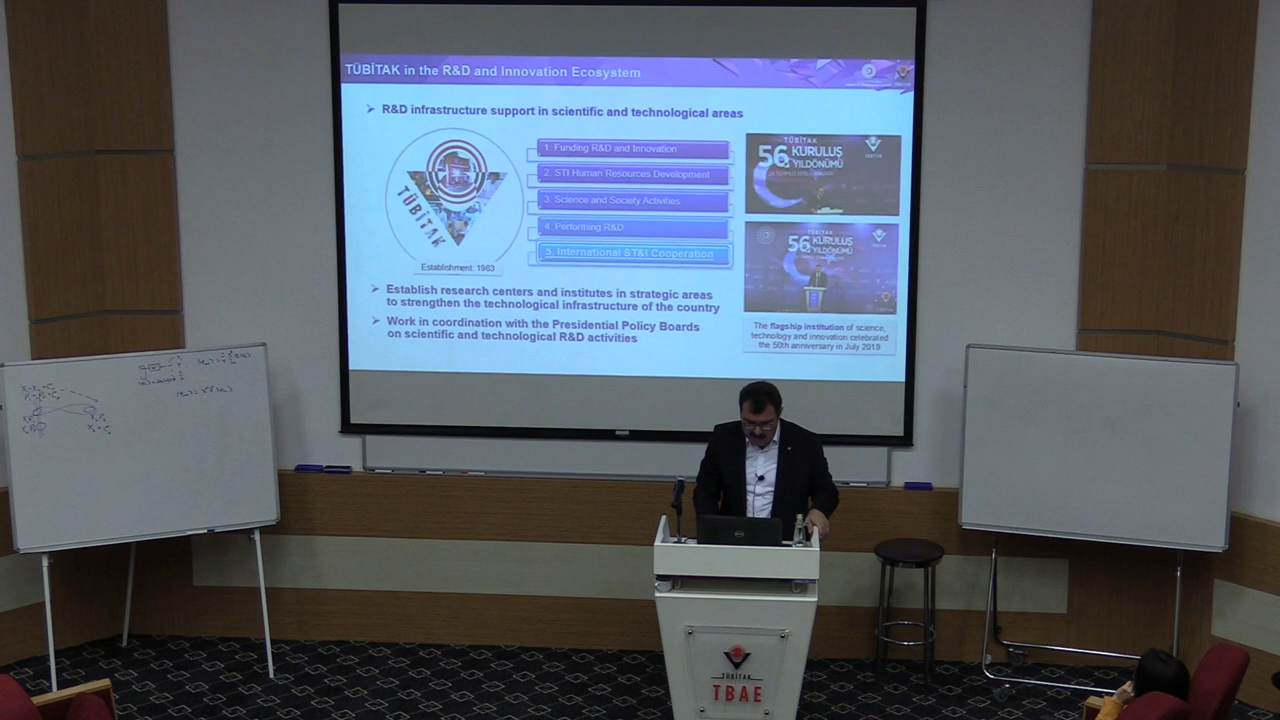 TÜBİTAK in the R&D and Innovation Ecosystem
R&D infrastructure support in scientific and technological areas
TÜBİTAK
Establishment: 1963
1. Funding R&D and Innovation
2. STI Human Resources Development
3. Science and Society Activities
4. Performing R&D
5. International ST&I Cooperation
TÜBİTAK
56. KURULUŞ
YILDÖNÜMÜ
TÜBİTAK
56. KURULUŞ
YILDÖNÜMÜ
The flagship institution of science,
technology and innovation celebrated
the 56th anniversary in July 2019
Establish research centers and institutes in strategic areas
to strengthen the technological infrastructure of the country
Work in coordination with the Presidential Policy Boards
on scientific and technological R&D activities
DELL
TÜBİTAK
TBAE